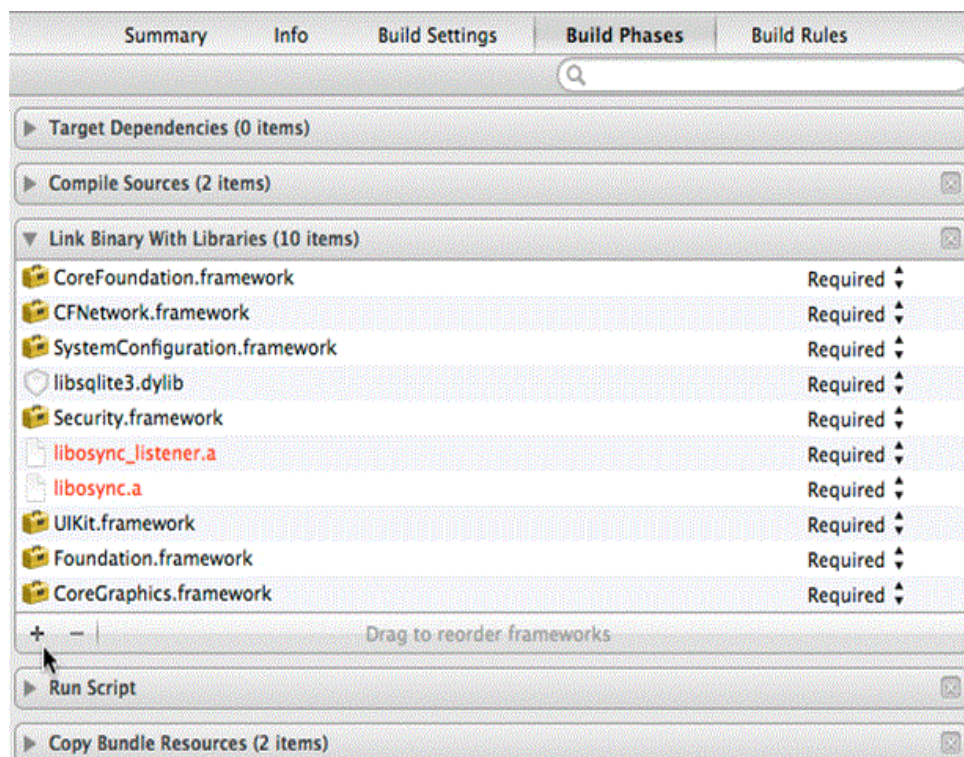 Summary Info Build Settings Build Phases Build Rules
Target Dependencies (0 items)
Compile Sources (2 items)
Link Binary With Libraries (10 items)
CoreFoundation.framework Required
CFNetwork.framework Required
SystemConfiguration.framework Required
libsqlite3.dylib Required
Security.framework Required
libosync_listener.a Required
libosync.a Required
UIKit.framework Required
Foundation.framework Required
CoreGraphics.framework Required
+ − Drag to reorder frameworks
Run Script
Copy Bundle Resources (2 items)